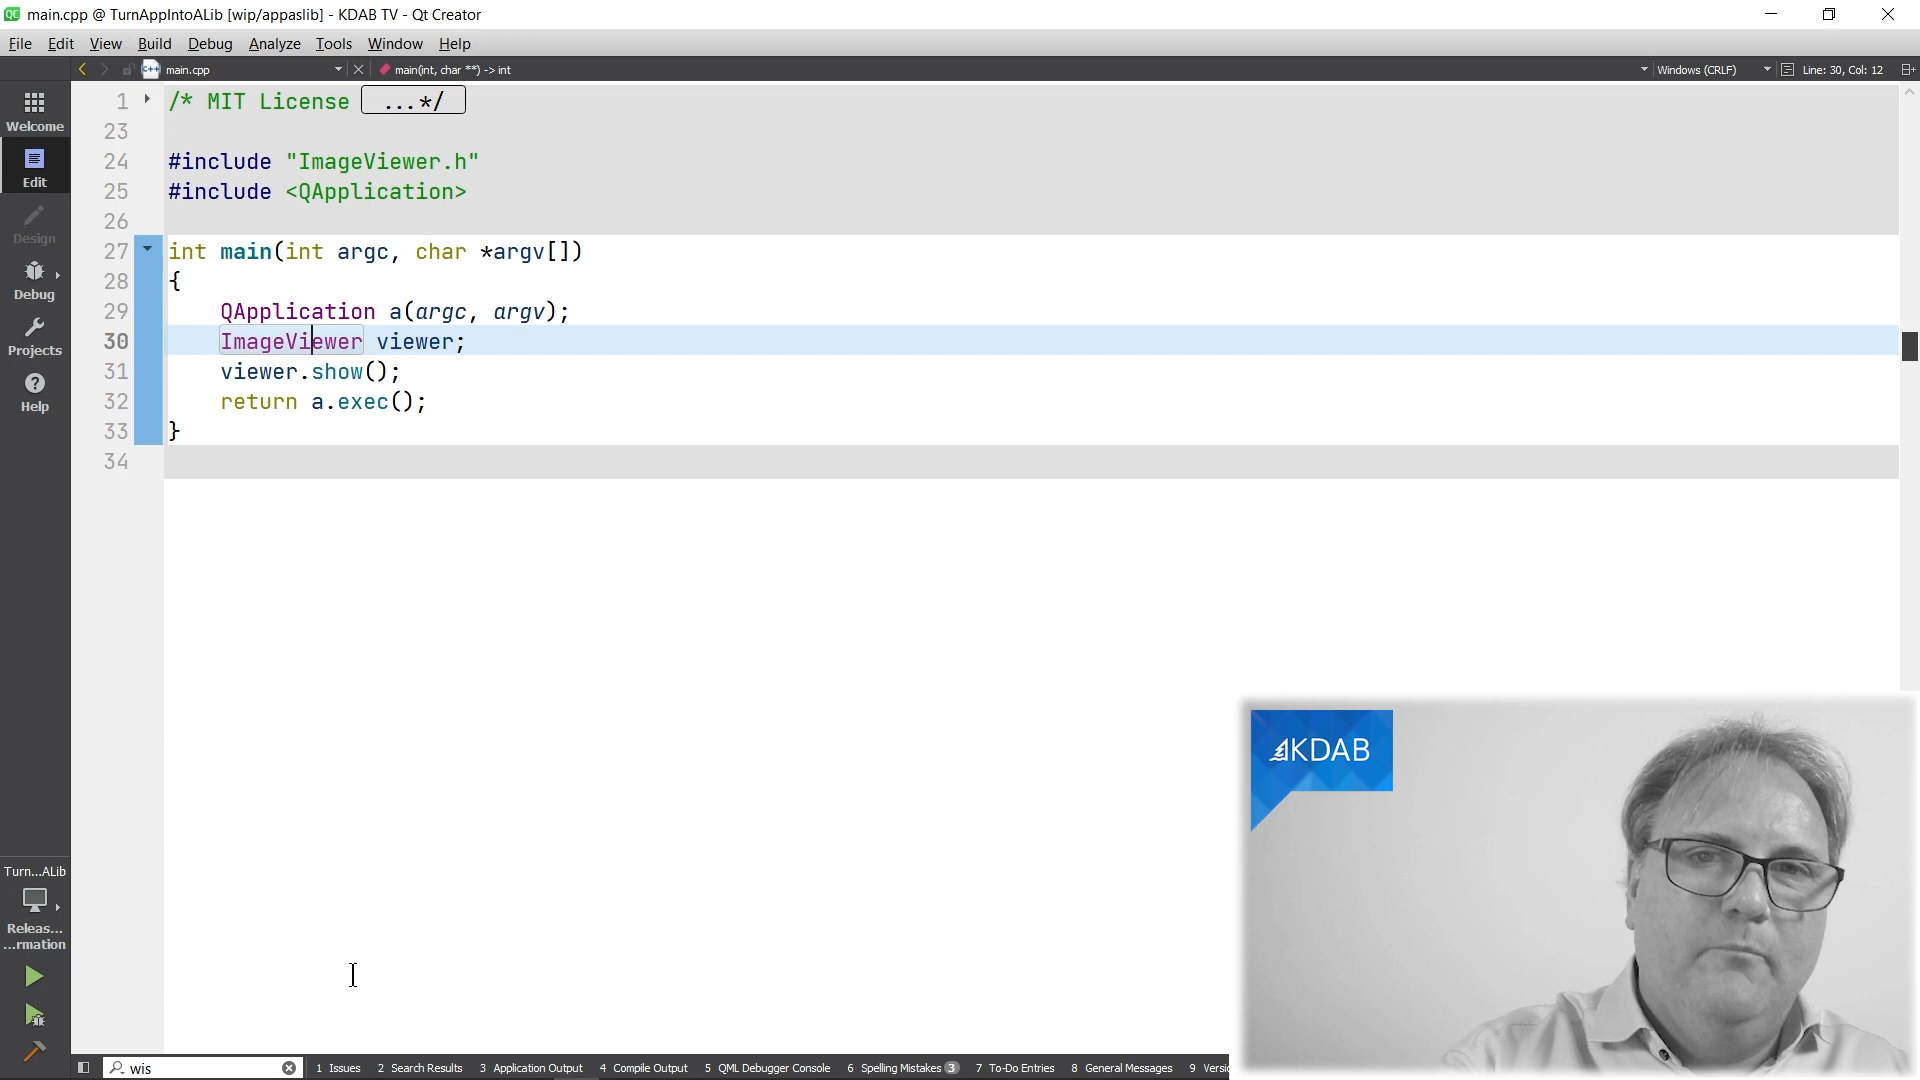 main.cpp @ TurnAppIntoALib [wip/appaslib] - KDAB TV - Qt Creator
File Edit View Build Debug Analyze Tools Window Help
main.cpp main(int, char **) -> int Windows (CRLF) Line: 30, Col: 12
Welcome
Edit
Design
Debug
Projects
Help
1 /* MIT License ...*/
23
24 #include "ImageViewer.h"
25 #include <QApplication>
26
27 int main(int argc, char *argv[])
28 {
29 QApplication a(argc, argv);
30 ImageViewer viewer;
31 viewer.show();
32 return a.exec();
33 }
34
KDAB
Turn...ALib
Releas...
...rmation
wis 1 Issues 2 Search Results 3 Application Output 4 Compile Output 5 QML Debugger Console 6 Spelling Mistakes 3 7 To-Do Entries 8 General Messages 9